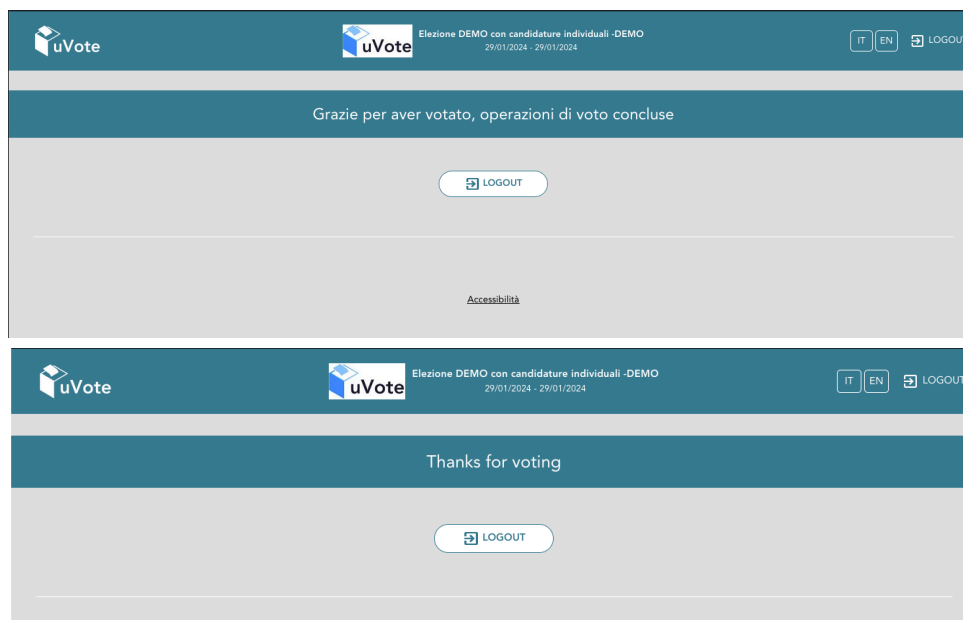 uVote
uVote
Elezione DEMO con candidature individuali -DEMO
29/01/2024 - 29/01/2024
IT EN LOGOU
Grazie per aver votato, operazioni di voto concluse
LOGOUT
Accessibilità
uVote
uVote
Elezione DEMO con candidature individuali -DEMO
29/01/2024 - 29/01/2024
IT EN LOGOUT
Thanks for voting
LOGOUT